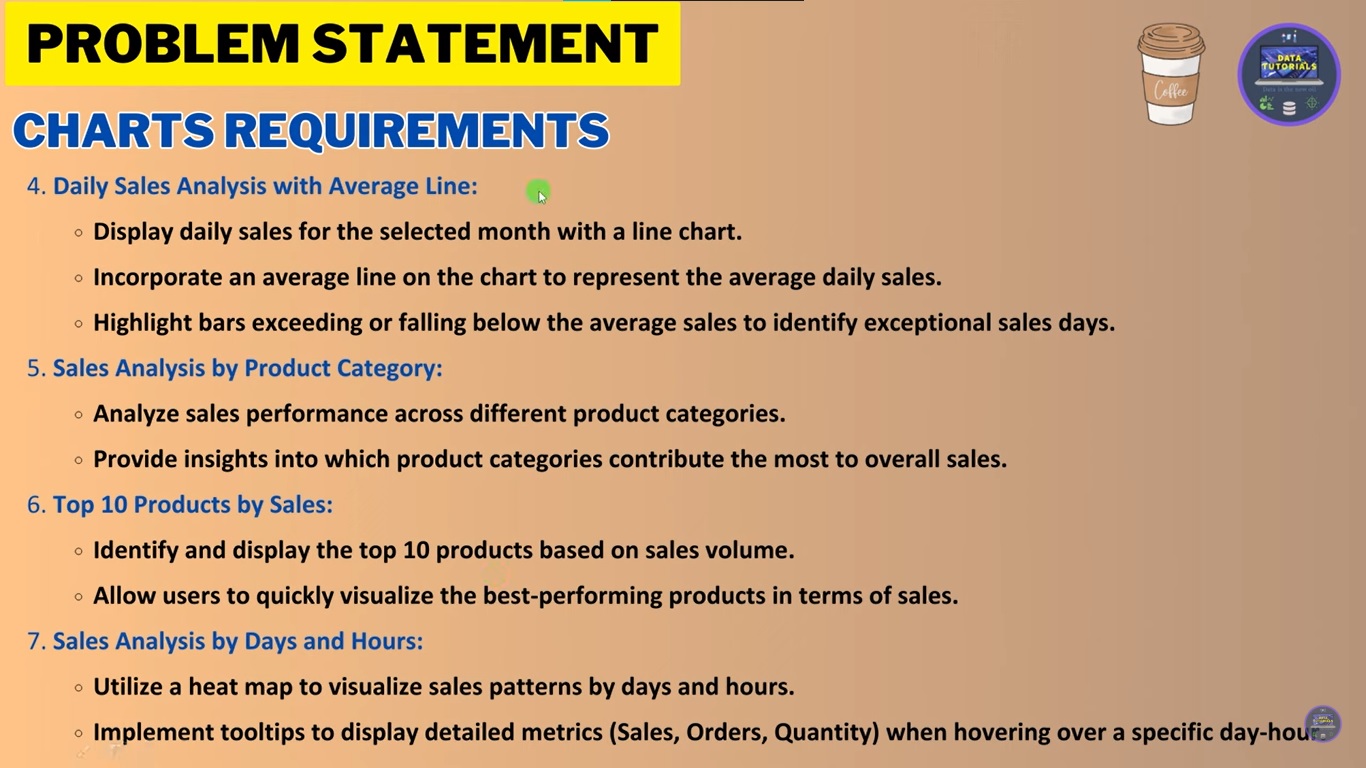 PROBLEM STATEMENT
Coffee
DATA
TUTORIALS
CHARTS REQUIREMENTS
4. Daily Sales Analysis with Average Line:
◦ Display daily sales for the selected month with a line chart.
◦ Incorporate an average line on the chart to represent the average daily sales.
◦ Highlight bars exceeding or falling below the average sales to identify exceptional sales days.
5. Sales Analysis by Product Category:
◦ Analyze sales performance across different product categories.
◦ Provide insights into which product categories contribute the most to overall sales.
6. Top 10 Products by Sales:
◦ Identify and display the top 10 products based on sales volume.
◦ Allow users to quickly visualize the best-performing products in terms of sales.
7. Sales Analysis by Days and Hours:
◦ Utilize a heat map to visualize sales patterns by days and hours.
◦ Implement tooltips to display detailed metrics (Sales, Orders, Quantity) when hovering over a specific day-hour.